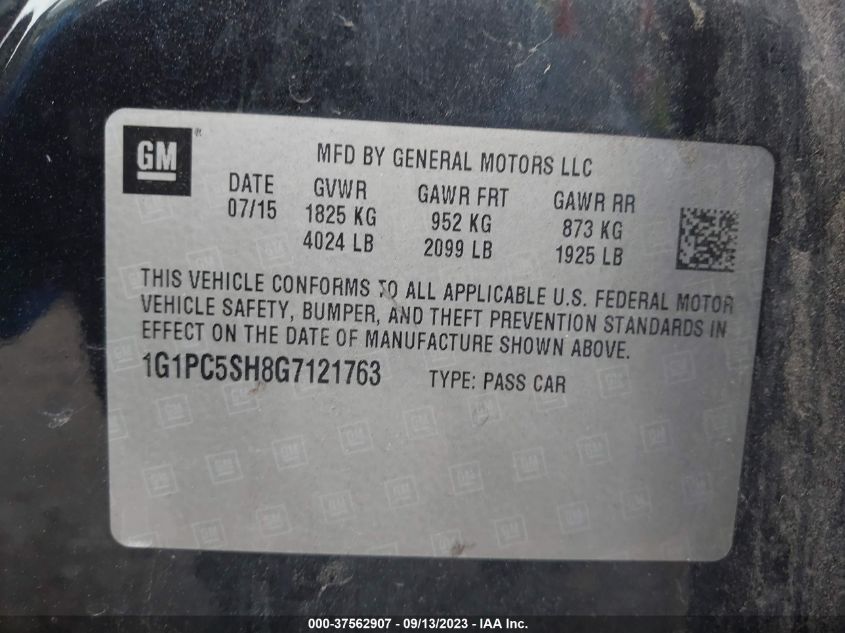 GM®
MFD BY GENERAL MOTORS LLC
DATE GVWR GAWR FRT GAWR RR
07/15 1825 KG 952 KG 873 KG
4024 LB 2099 LB 1925 LB
THIS VEHICLE CONFORMS TO ALL APPLICABLE U.S. FEDERAL MOTOR
VEHICLE SAFETY, BUMPER, AND THEFT PREVENTION STANDARDS IN
EFFECT ON THE DATE OF MANUFACTURE SHOWN ABOVE.
1G1PC5SH8G7121763 TYPE: PASS CAR
000-37562907 - 09/13/2023 - IAA Inc.